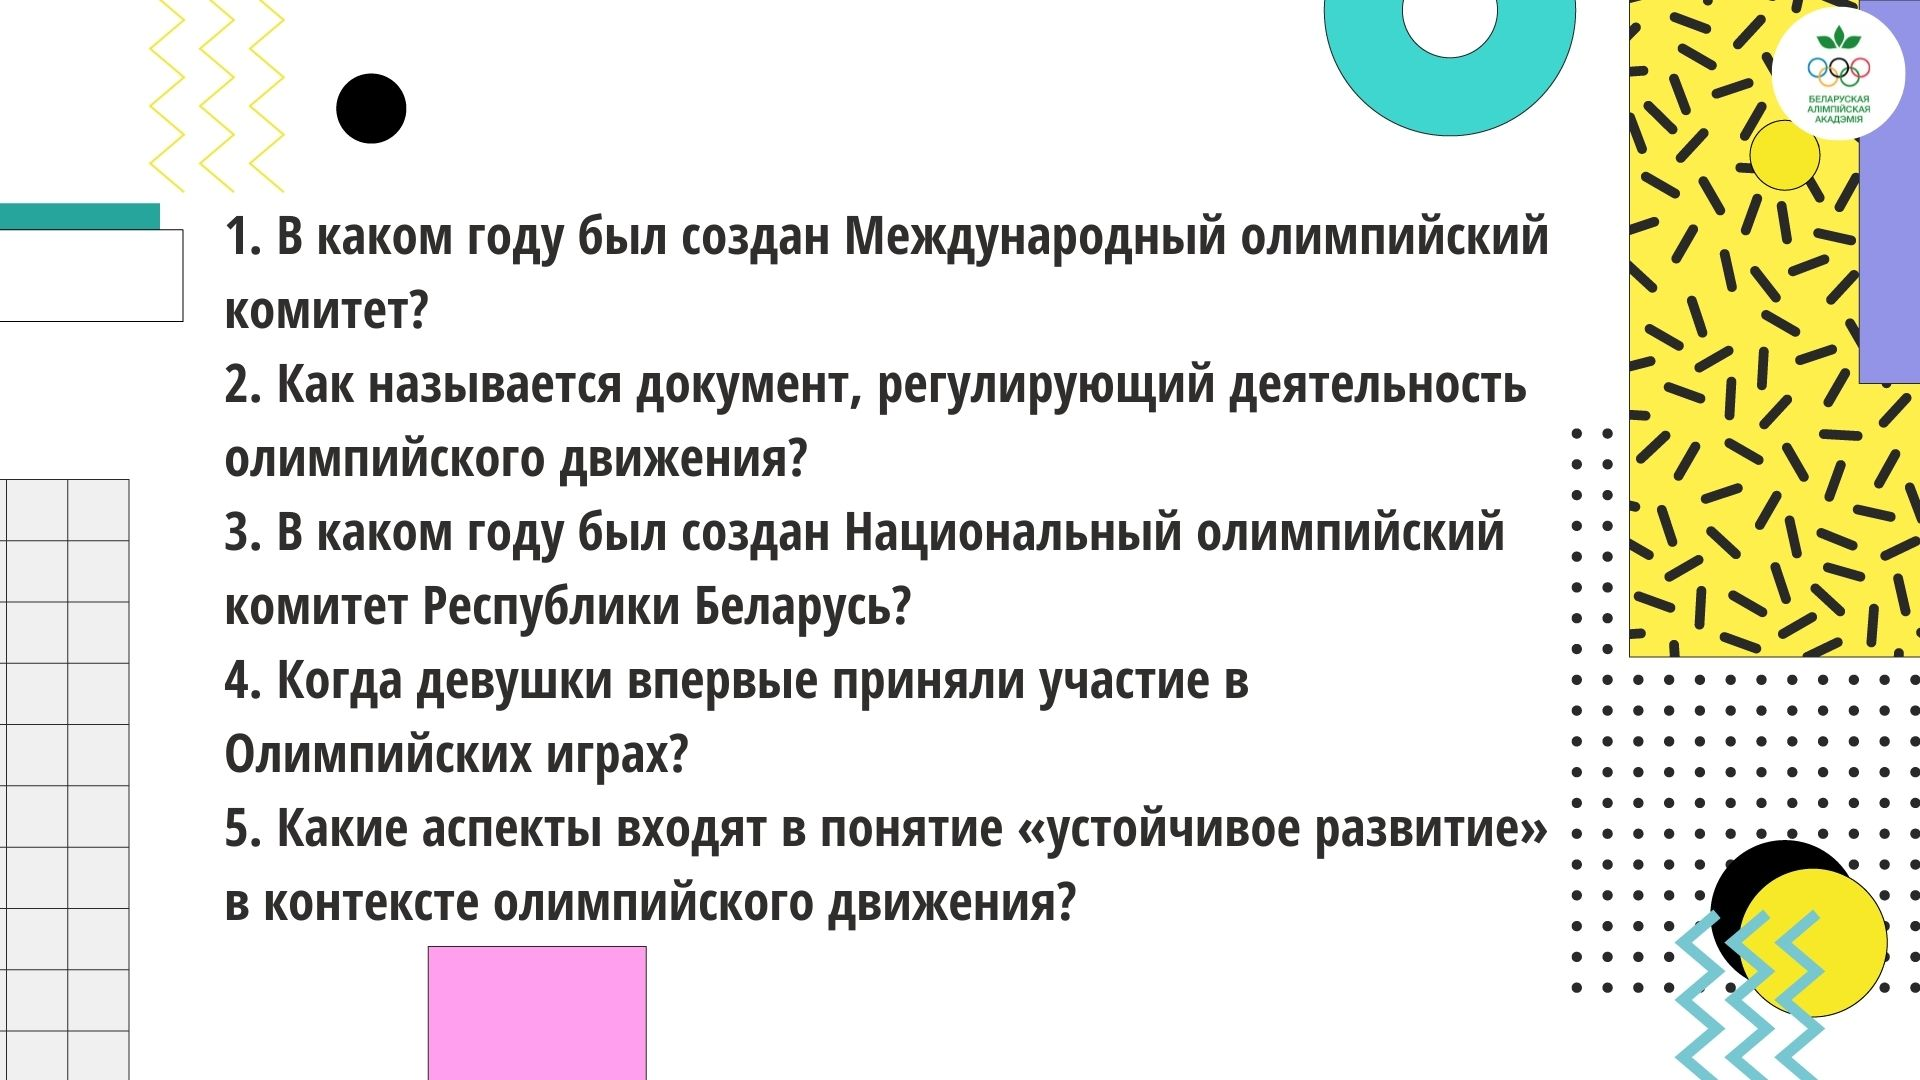 БЕЛАРУСКАЯ
АЛІМПІЙСКАЯ
АКАДЭМІЯ
1. В каком году был создан Международный олимпийский
комитет?
2. Как называется документ, регулирующий деятельность
олимпийского движения?
3. В каком году был создан Национальный олимпийский
комитет Республики Беларусь?
4. Когда девушки впервые приняли участие в
Олимпийских играх?
5. Какие аспекты входят в понятие «устойчивое развитие»
в контексте олимпийского движения?